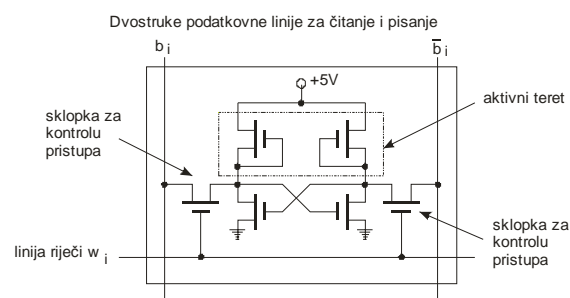 Dvostruke podatkovne linije za čitanje i pisanje
b i
b̅ i
+5V
aktivni teret
sklopka za
kontrolu
pristupa
sklopka za
kontrolu
pristupa
linija riječi w i